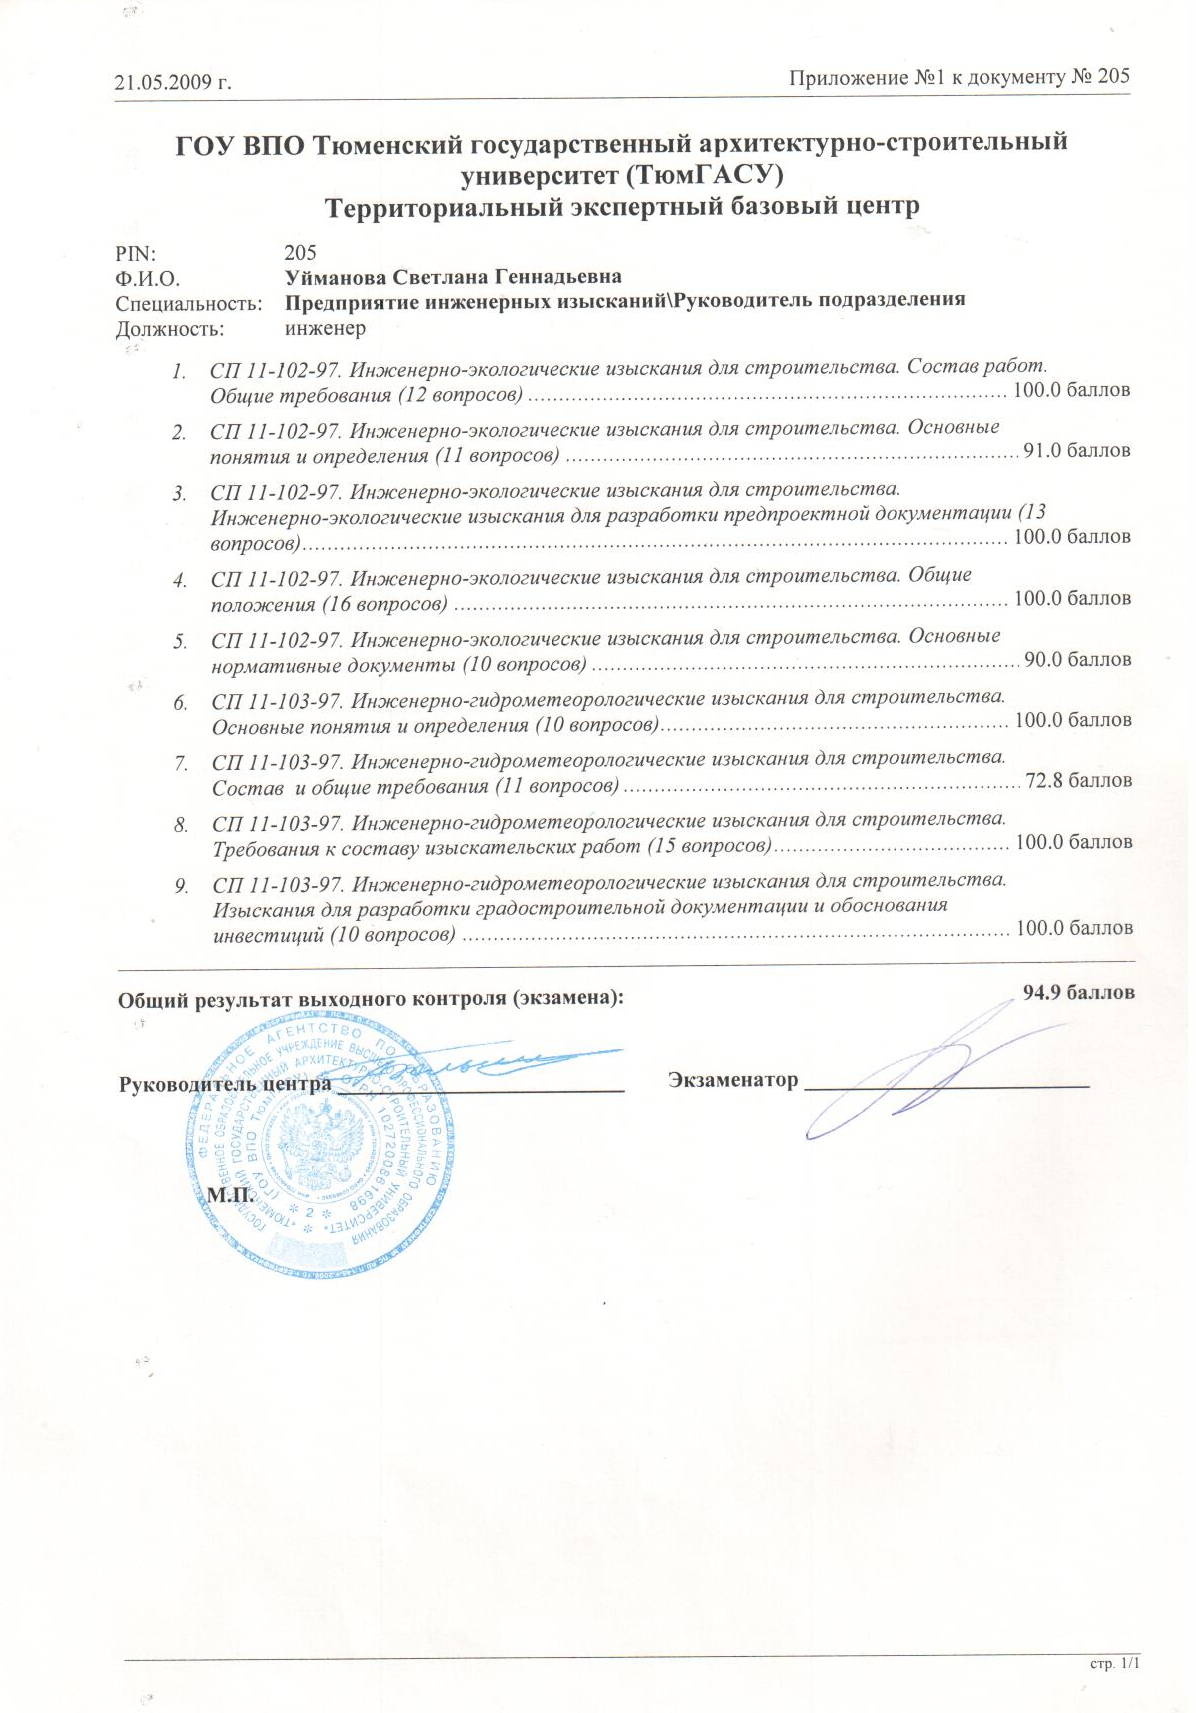 21.05.2009 г.
Приложение №1 к документу № 205
ГОУ ВПО Тюменский государственный архитектурно-строительный
университет (ТюмГАСУ)
Территориальный экспертный базовый центр
PIN: 205
Ф.И.О. Уйманова Светлана Геннадьевна
Специальность: Предприятие инженерных изысканий\Руководитель подразделения
Должность: инженер
1. СП 11-102-97. Инженерно-экологические изыскания для строительства. Состав работ.
Общие требования (12 вопросов) 100.0 баллов
2. СП 11-102-97. Инженерно-экологические изыскания для строительства. Основные
понятия и определения (11 вопросов) 91.0 баллов
3. СП 11-102-97. Инженерно-экологические изыскания для строительства.
Инженерно-экологические изыскания для разработки предпроектной документации (13
вопросов) 100.0 баллов
4. СП 11-102-97. Инженерно-экологические изыскания для строительства. Общие
положения (16 вопросов) 100.0 баллов
5. СП 11-102-97. Инженерно-экологические изыскания для строительства. Основные
нормативные документы (10 вопросов) 90.0 баллов
6. СП 11-103-97. Инженерно-гидрометеорологические изыскания для строительства.
Основные понятия и определения (10 вопросов) 100.0 баллов
7. СП 11-103-97. Инженерно-гидрометеорологические изыскания для строительства.
Состав и общие требования (11 вопросов) 72.8 баллов
8. СП 11-103-97. Инженерно-гидрометеорологические изыскания для строительства.
Требования к составу изыскательских работ (15 вопросов) 100.0 баллов
9. СП 11-103-97. Инженерно-гидрометеорологические изыскания для строительства.
Изыскания для разработки градостроительной документации и обоснования
инвестиций (10 вопросов) 100.0 баллов
Общий результат выходного контроля (экзамена): 94.9 баллов
Руководитель центра
Экзаменатор
ФЕДЕРАЛЬНОЕ АГЕНТСТВО ПО ОБРАЗОВАНИЮ
ОБРАЗОВАТЕЛЬНОЕ УЧРЕЖДЕНИЕ ВЫСШЕГО ПРОФЕССИОНАЛЬНОГО ОБРАЗОВАНИЯ
ТЮМЕНСКИЙ ГОСУДАРСТВЕННЫЙ АРХИТЕКТУРНО-СТРОИТЕЛЬНЫЙ УНИВЕРСИТЕТ
ОГРН 1027200861698
* 2 *
М.П.
стр. 1/1